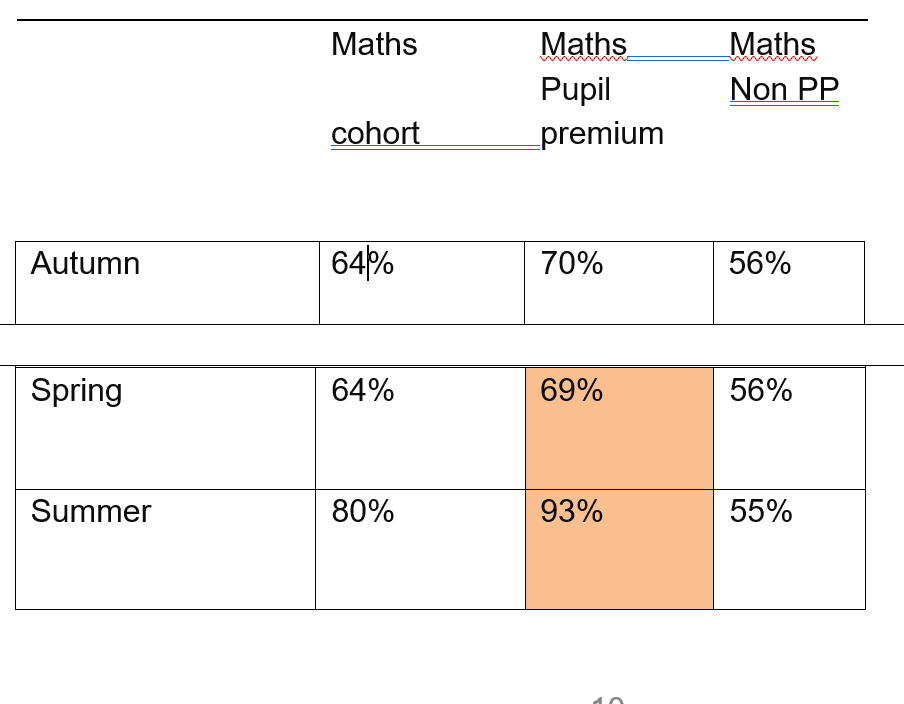 Maths Maths Maths
Pupil Non PP
cohort premium
Autumn 64% 70% 56%
Spring 64% 69% 56%
Summer 80% 93% 55%